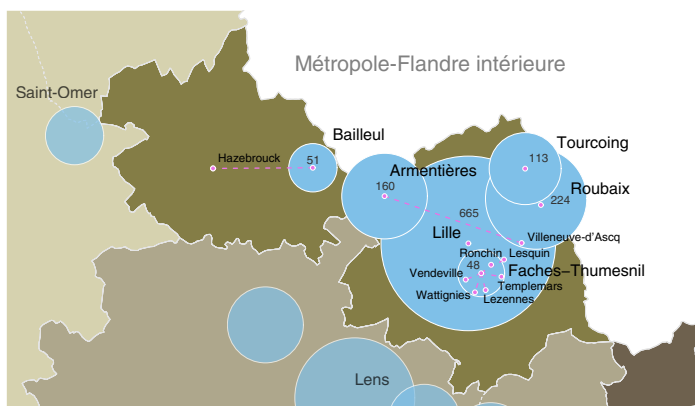 Métropole-Flandre intérieure
Saint-Omer
Bailleul
Tourcoing
Hazebrouck
51
113
Armentières
160
Roubaix
224
665
Lille
Villeneuve-d'Ascq
Ronchin
Lesquin
48
Vendeville
Faches–Thumesnil
Templemars
Wattignies
Lezennes
Lens